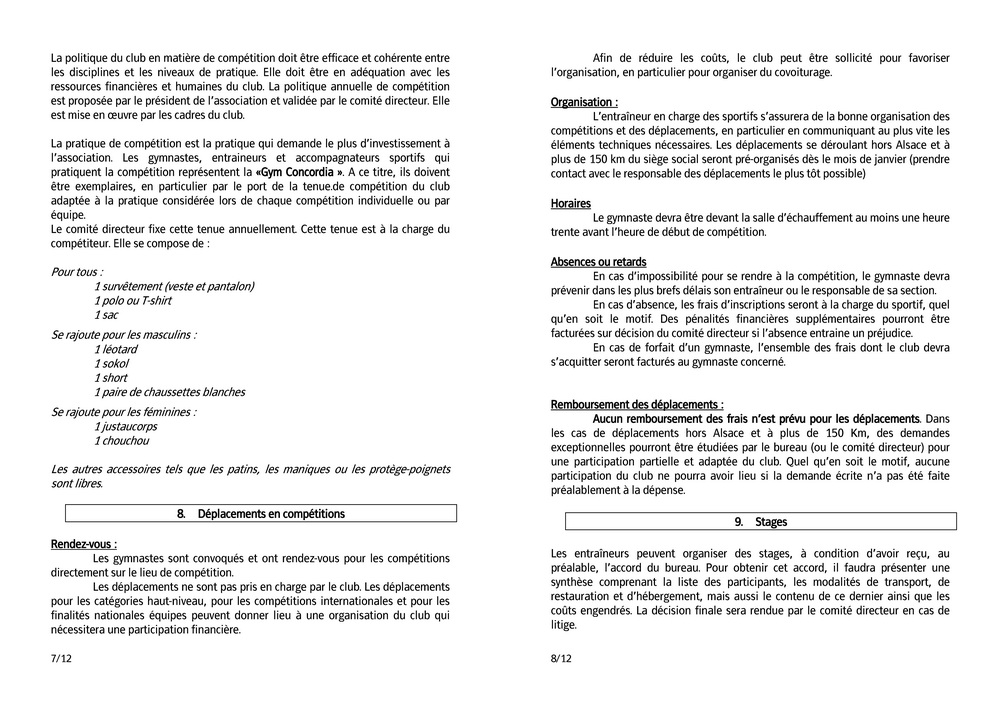 La politique du club en matière de compétition doit être efficace et cohérente entre
les disciplines et les niveaux de pratique. Elle doit être en adéquation avec les
ressources financières et humaines du club. La politique annuelle de compétition
est proposée par le président de l'association et validée par le comité directeur. Elle
est mise en œuvre par les cadres du club.
La pratique de compétition est la pratique qui demande le plus d'investissement à
l'association. Les gymnastes, entraineurs et accompagnateurs sportifs qui
pratiquent la compétition représentent la «Gym Concordia ». A ce titre, ils doivent
être exemplaires, en particulier par le port de la tenue.de compétition du club
adaptée à la pratique considérée lors de chaque compétition individuelle ou par
équipe.
Le comité directeur fixe cette tenue annuellement. Cette tenue est à la charge du
compétiteur. Elle se compose de :
Pour tous :
1 survêtement (veste et pantalon)
1 polo ou T-shirt
1 sac
Se rajoute pour les masculins :
1 léotard
1 sokol
1 short
1 paire de chaussettes blanches
Se rajoute pour les féminines :
1 justaucorps
1 chouchou
Les autres accessoires tels que les patins, les maniques ou les protège-poignets
sont libres.
8. Déplacements en compétitions
Rendez-vous :
Les gymnastes sont convoqués et ont rendez-vous pour les compétitions
directement sur le lieu de compétition.
Les déplacements ne sont pas pris en charge par le club. Les déplacements
pour les catégories haut-niveau, pour les compétitions internationales et pour les
finalités nationales équipes peuvent donner lieu à une organisation du club qui
nécessitera une participation financière.
7/12
Afin de réduire les coûts, le club peut être sollicité pour favoriser
l'organisation, en particulier pour organiser du covoiturage.
Organisation :
L'entraîneur en charge des sportifs s'assurera de la bonne organisation des
compétitions et des déplacements, en particulier en communiquant au plus vite les
éléments techniques nécessaires. Les déplacements se déroulant hors Alsace et à
plus de 150 km du siège social seront pré-organisés dès le mois de janvier (prendre
contact avec le responsable des déplacements le plus tôt possible)
Horaires
Le gymnaste devra être devant la salle d'échauffement au moins une heure
trente avant l'heure de début de compétition.
Absences ou retards
En cas d'impossibilité pour se rendre à la compétition, le gymnaste devra
prévenir dans les plus brefs délais son entraîneur ou le responsable de sa section.
En cas d'absence, les frais d'inscriptions seront à la charge du sportif, quel
qu'en soit le motif. Des pénalités financières supplémentaires pourront être
facturées sur décision du comité directeur si l'absence entraine un préjudice.
En cas de forfait d'un gymnaste, l'ensemble des frais dont le club devra
s'acquitter seront facturés au gymnaste concerné.
Remboursement des déplacements :
Aucun remboursement des frais n'est prévu pour les déplacements. Dans
les cas de déplacements hors Alsace et à plus de 150 Km, des demandes
exceptionnelles pourront être étudiées par le bureau (ou le comité directeur) pour
une participation partielle et adaptée du club. Quel qu'en soit le motif, aucune
participation du club ne pourra avoir lieu si la demande écrite n'a pas été faite
préalablement à la dépense.
9. Stages
Les entraîneurs peuvent organiser des stages, à condition d'avoir reçu, au
préalable, l'accord du bureau. Pour obtenir cet accord, il faudra présenter une
synthèse comprenant la liste des participants, les modalités de transport, de
restauration et d'hébergement, mais aussi le contenu de ce dernier ainsi que les
coûts engendrés. La décision finale sera rendue par le comité directeur en cas de
litige.
8/12